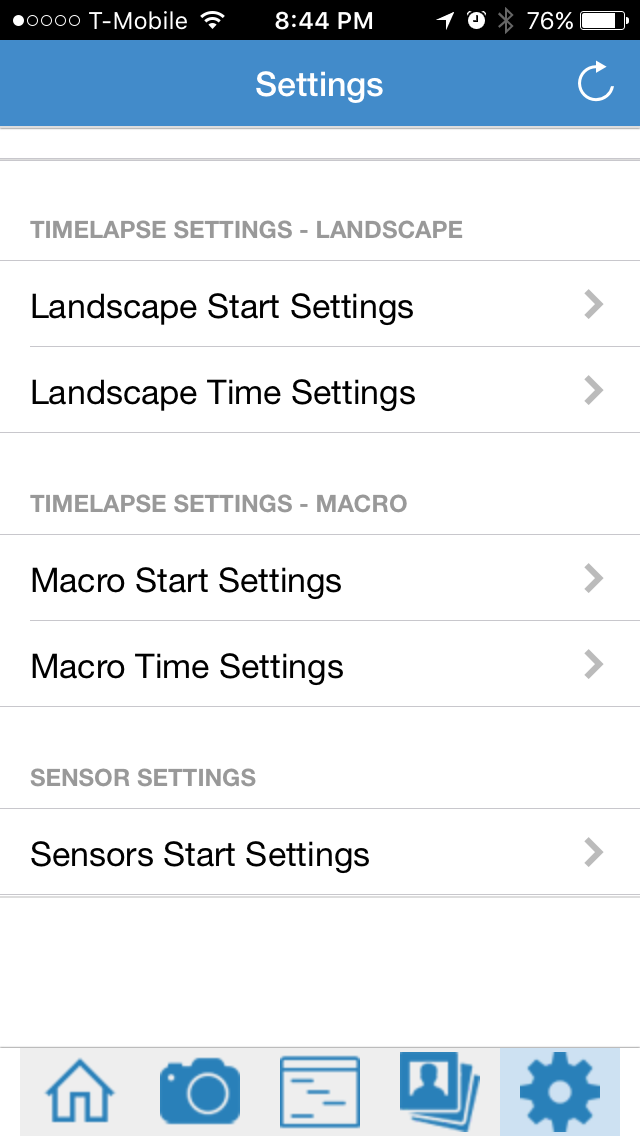 T-Mobile 8:44 PM 76%
Settings
TIMELAPSE SETTINGS - LANDSCAPE
Landscape Start Settings
Landscape Time Settings
TIMELAPSE SETTINGS - MACRO
Macro Start Settings
Macro Time Settings
SENSOR SETTINGS
Sensors Start Settings